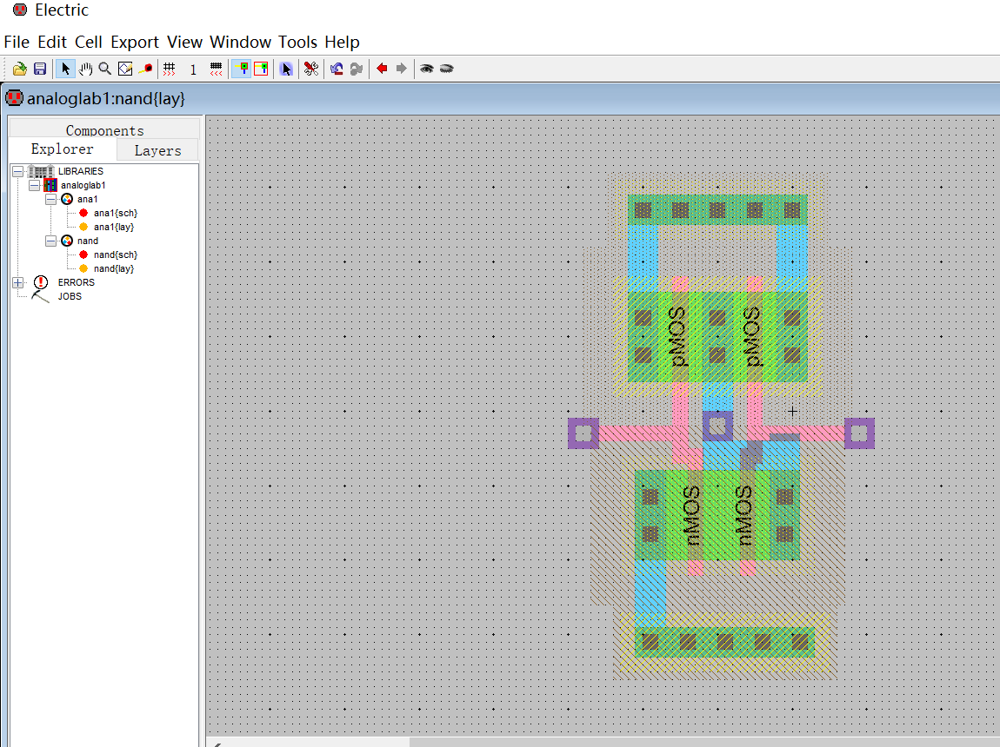 Electric
File Edit Cell Export View Window Tools Help
1
analoglab1:nand{lay}
Components
Explorer
Layers
LIBRARIES
analoglab1
ana1
ana1{sch}
ana1{lay}
nand
nand{sch}
nand{lay}
ERRORS
JOBS
pMOS
pMOS
nMOS
nMOS